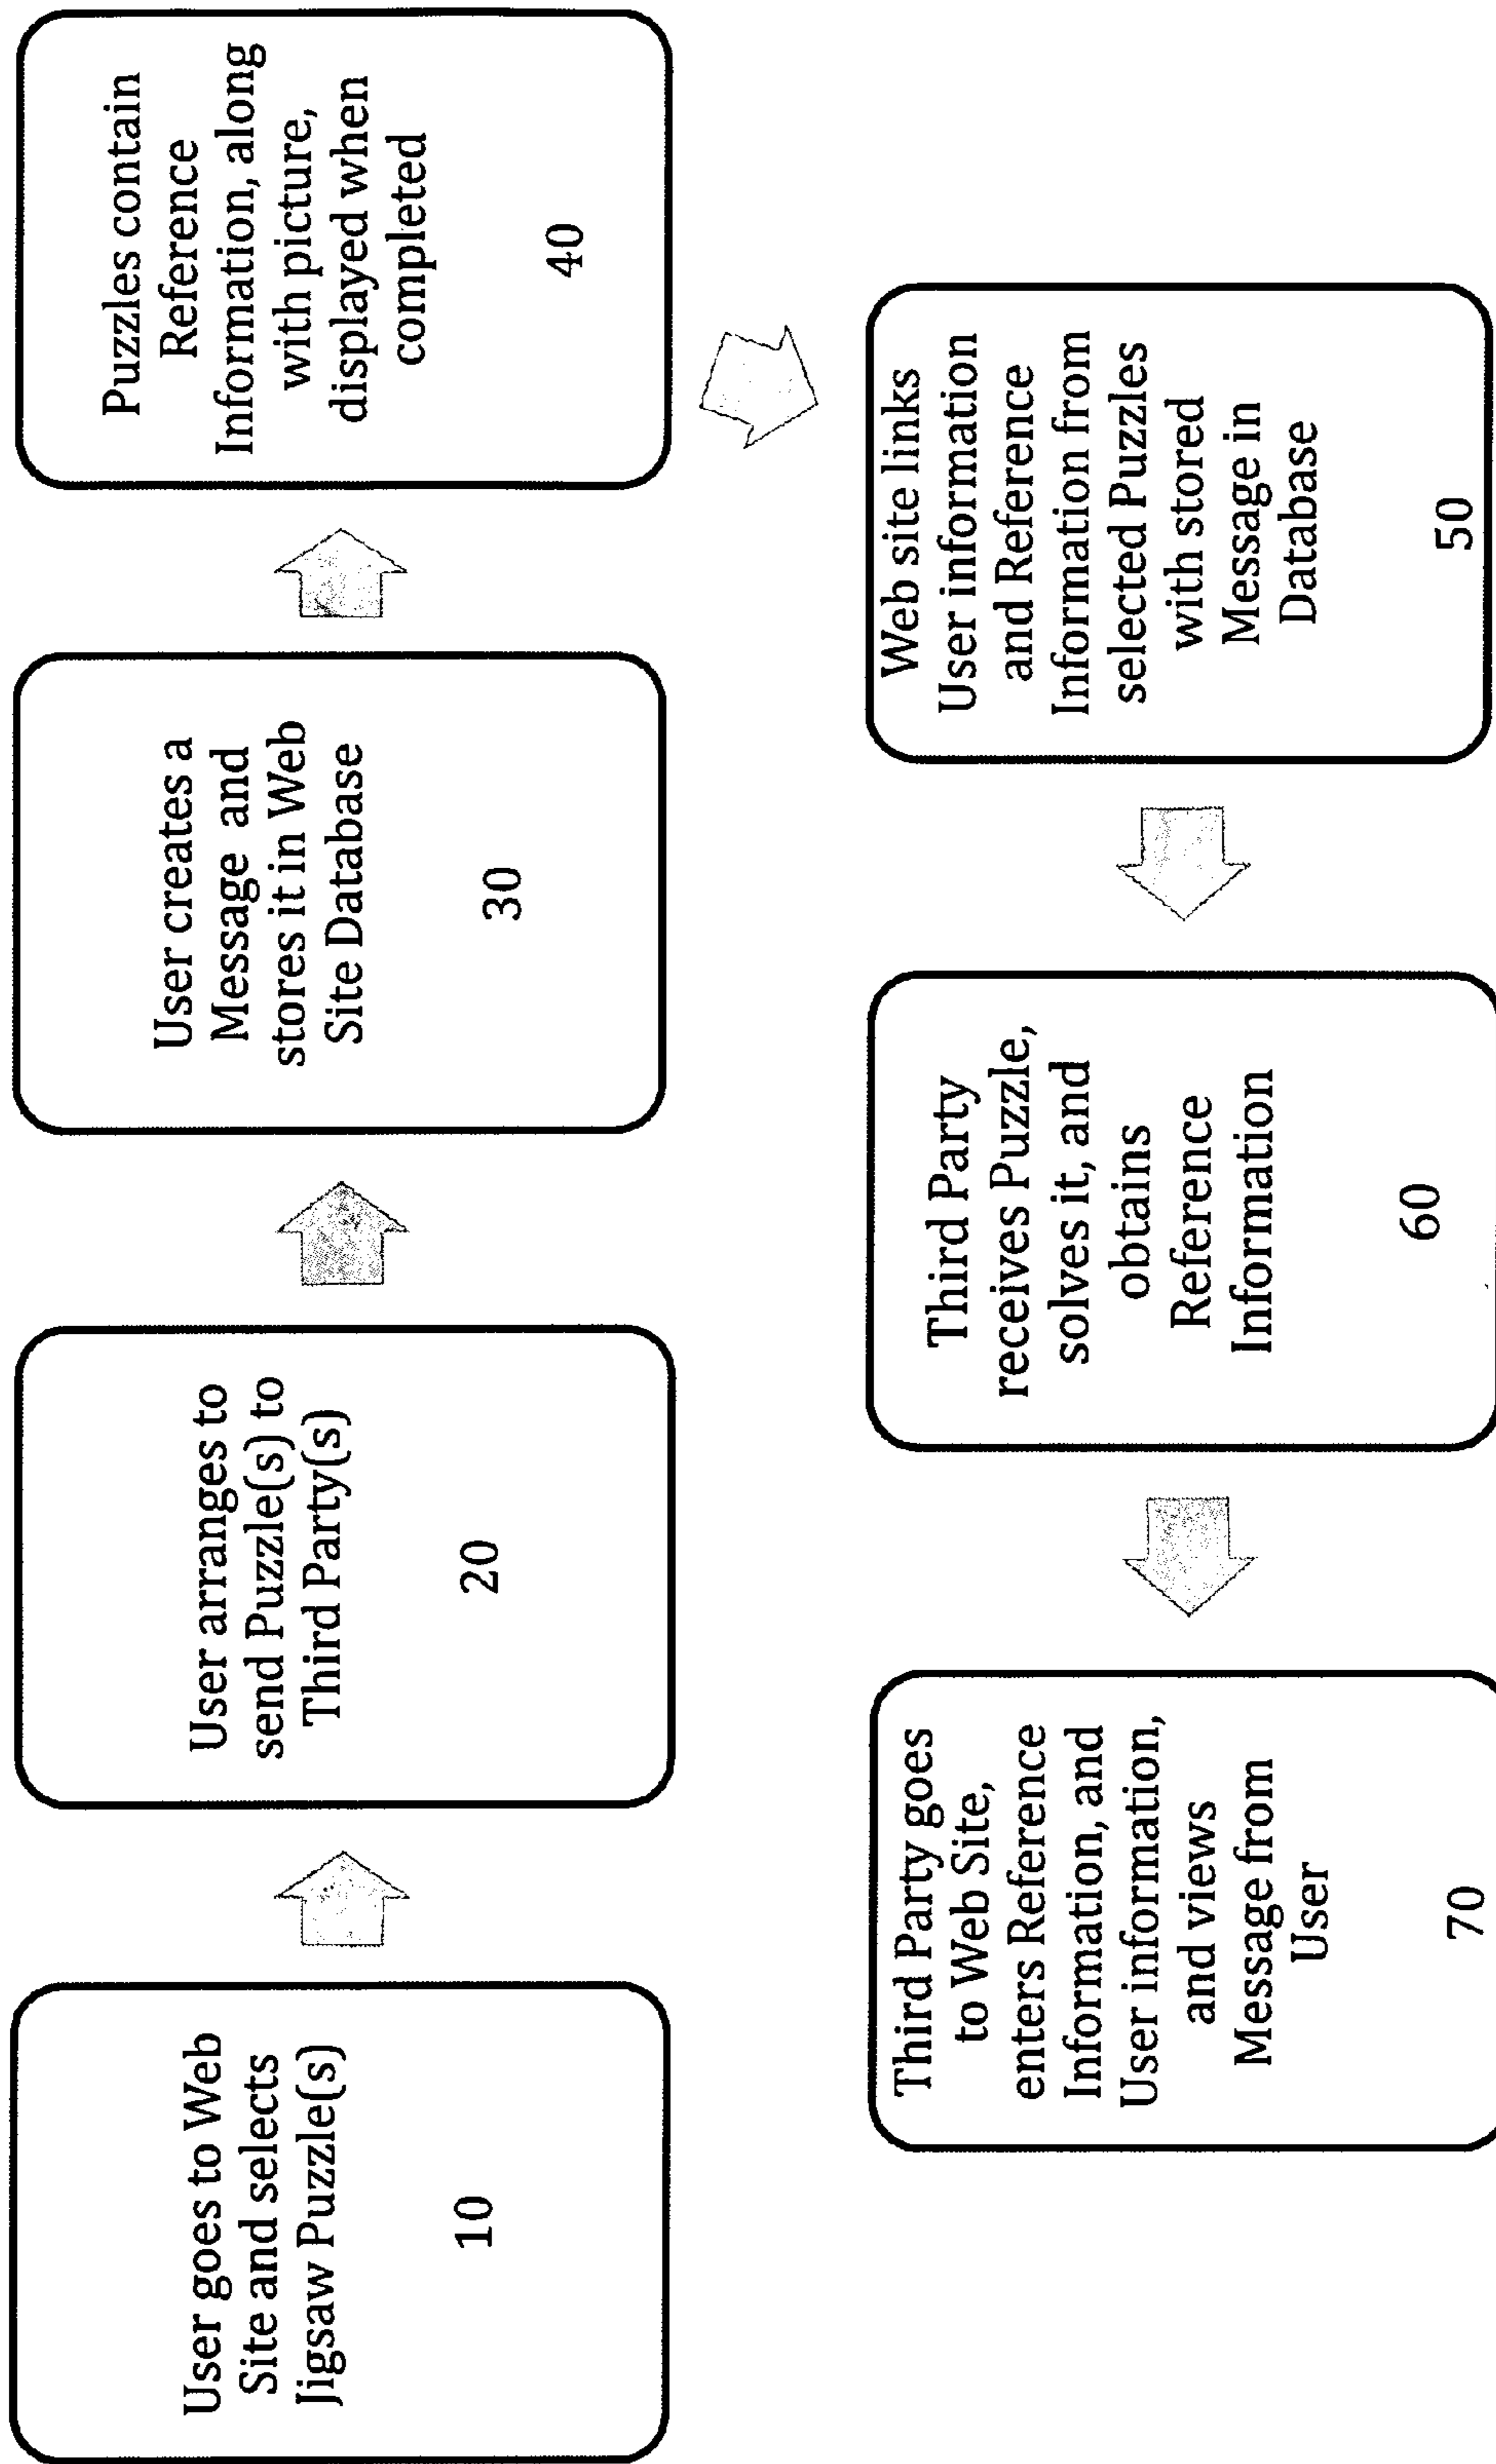 User goes to Web
Site and selects
Jigsaw Puzzle(s)
10
User arranges to
send Puzzle(s) to
Third Party(s)
20
User creates a
Message and
stores it in Web
Site Database
30
Puzzles contain
Reference
Information, along
with picture,
displayed when
completed
40
Web site links
User information
and Reference
Information from
selected Puzzles
with stored
Message in
Database
50
Third Party
receives Puzzle,
solves it, and
obtains
Reference
Information
60
Third Party goes
to Web Site,
enters Reference
Information, and
User information,
and views
Message from
User
70